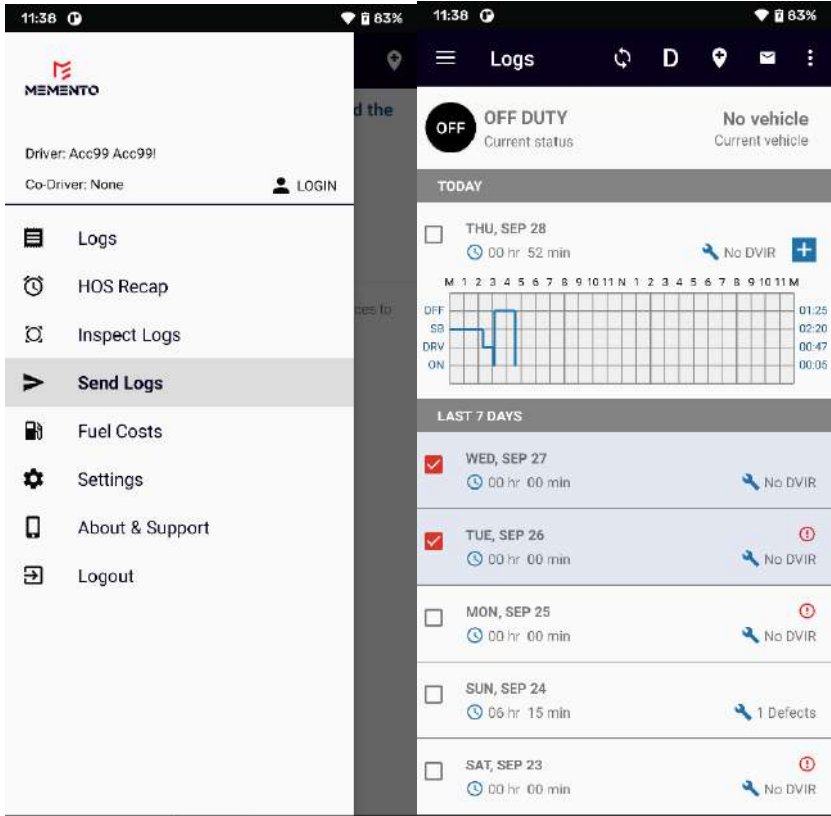 11:38
83%
MEMENTO
d the
Driver: Acc99 Acc99!
Co-Driver: None
LOGIN
Logs
HOS Recap
ces to
Inspect Logs
Send Logs
Fuel Costs
Settings
About & Support
Logout
11:38
83%
Logs
D
OFF
OFF DUTY
Current status
No vehicle
Current vehicle
TODAY
THU, SEP 28
00 hr 52 min
No DVIR
M 1 2 3 4 5 6 7 8 9 10 11 N 1 2 3 4 5 6 7 8 9 10 11 M
OFF 01:25
SB 02:20
DRV 00:47
ON 00:05
LAST 7 DAYS
WED, SEP 27
00 hr 00 min
No DVIR
TUE, SEP 26
00 hr 00 min
No DVIR
MON, SEP 25
00 hr 00 min
No DVIR
SUN, SEP 24
06 hr 15 min
1 Defects
SAT, SEP 23
00 hr 00 min
No DVIR